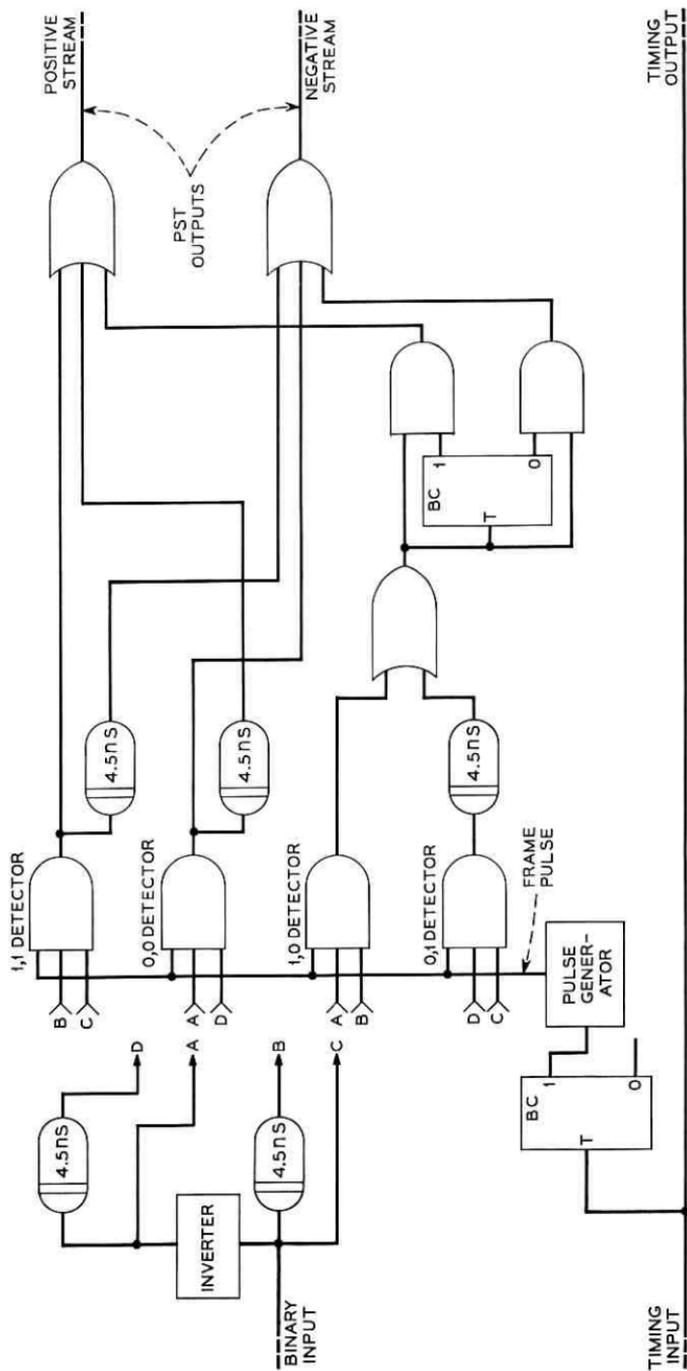 POSITIVE
STREAM
PST
OUTPUTS
NEGATIVE
STREAM
1,1 DETECTOR
4.5nS
B
C
0,0 DETECTOR
4.5nS
A
D
1,0 DETECTOR
A
B
0,1 DETECTOR
4.5nS
D
C
FRAME
PULSE
4.5nS
D
A
INVERTER
4.5nS
B
C
BINARY
INPUT
BC
T
1
0
BC
T
1
0
PULSE
GENER-
ATOR
TIMING
INPUT
TIMING
OUTPUT